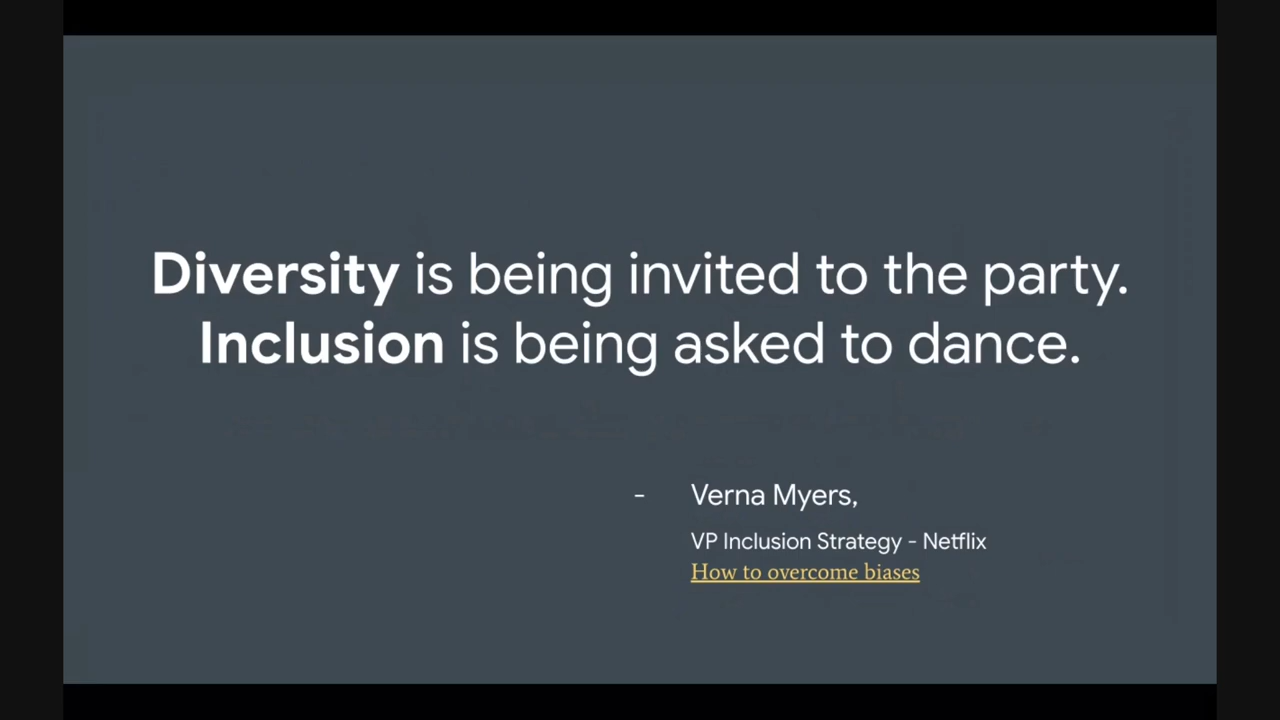 Diversity is being invited to the party.
Inclusion is being asked to dance.
- Verna Myers,
VP Inclusion Strategy - Netflix
How to overcome biases